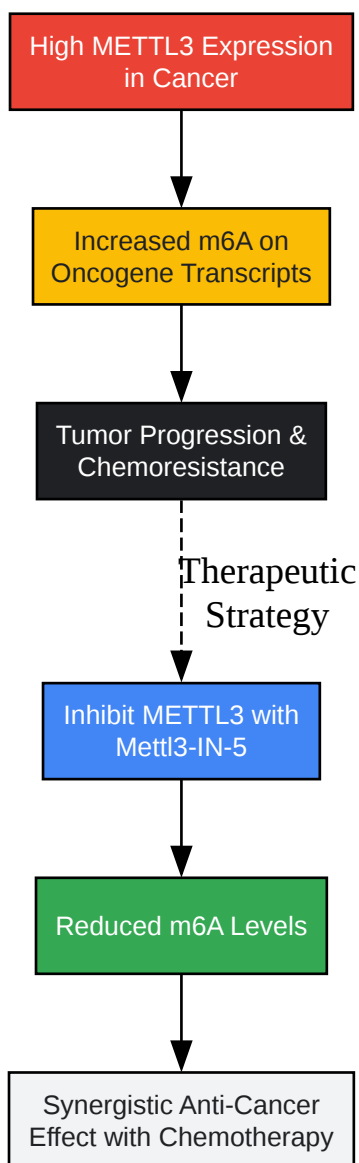 High METTL3 Expression
in Cancer
Increased m6A on
Oncogene Transcripts
Tumor Progression &
Chemoresistance
Therapeutic
Strategy
Inhibit METTL3 with
Mettl3-IN-5
Reduced m6A Levels
Synergistic Anti-Cancer
Effect with Chemotherapy